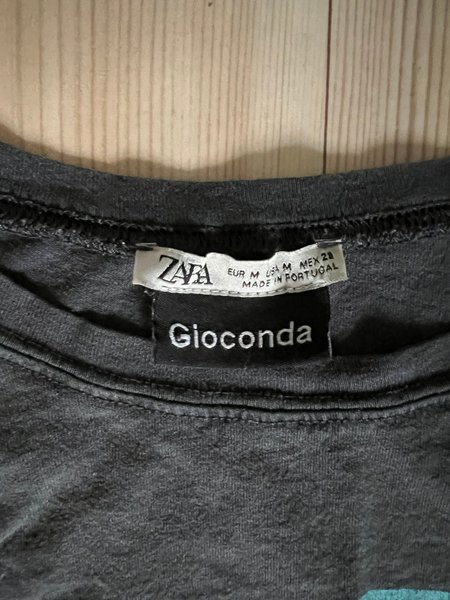 ZARA EUR M USA M MEX 28
MADE IN PORTUGAL
Gioconda